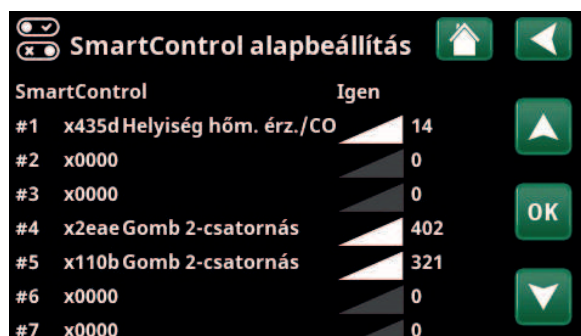 SmartControl alapbeállítás
SmartControl Igen
#1 x435d Helyiség hőm. érz./CO 14
#2 x0000 0
#3 x0000 0
OK
#4 x2eae Gomb 2-csatornás 402
#5 x110b Gomb 2-csatornás 321
#6 x0000 0
#7 x0000 0